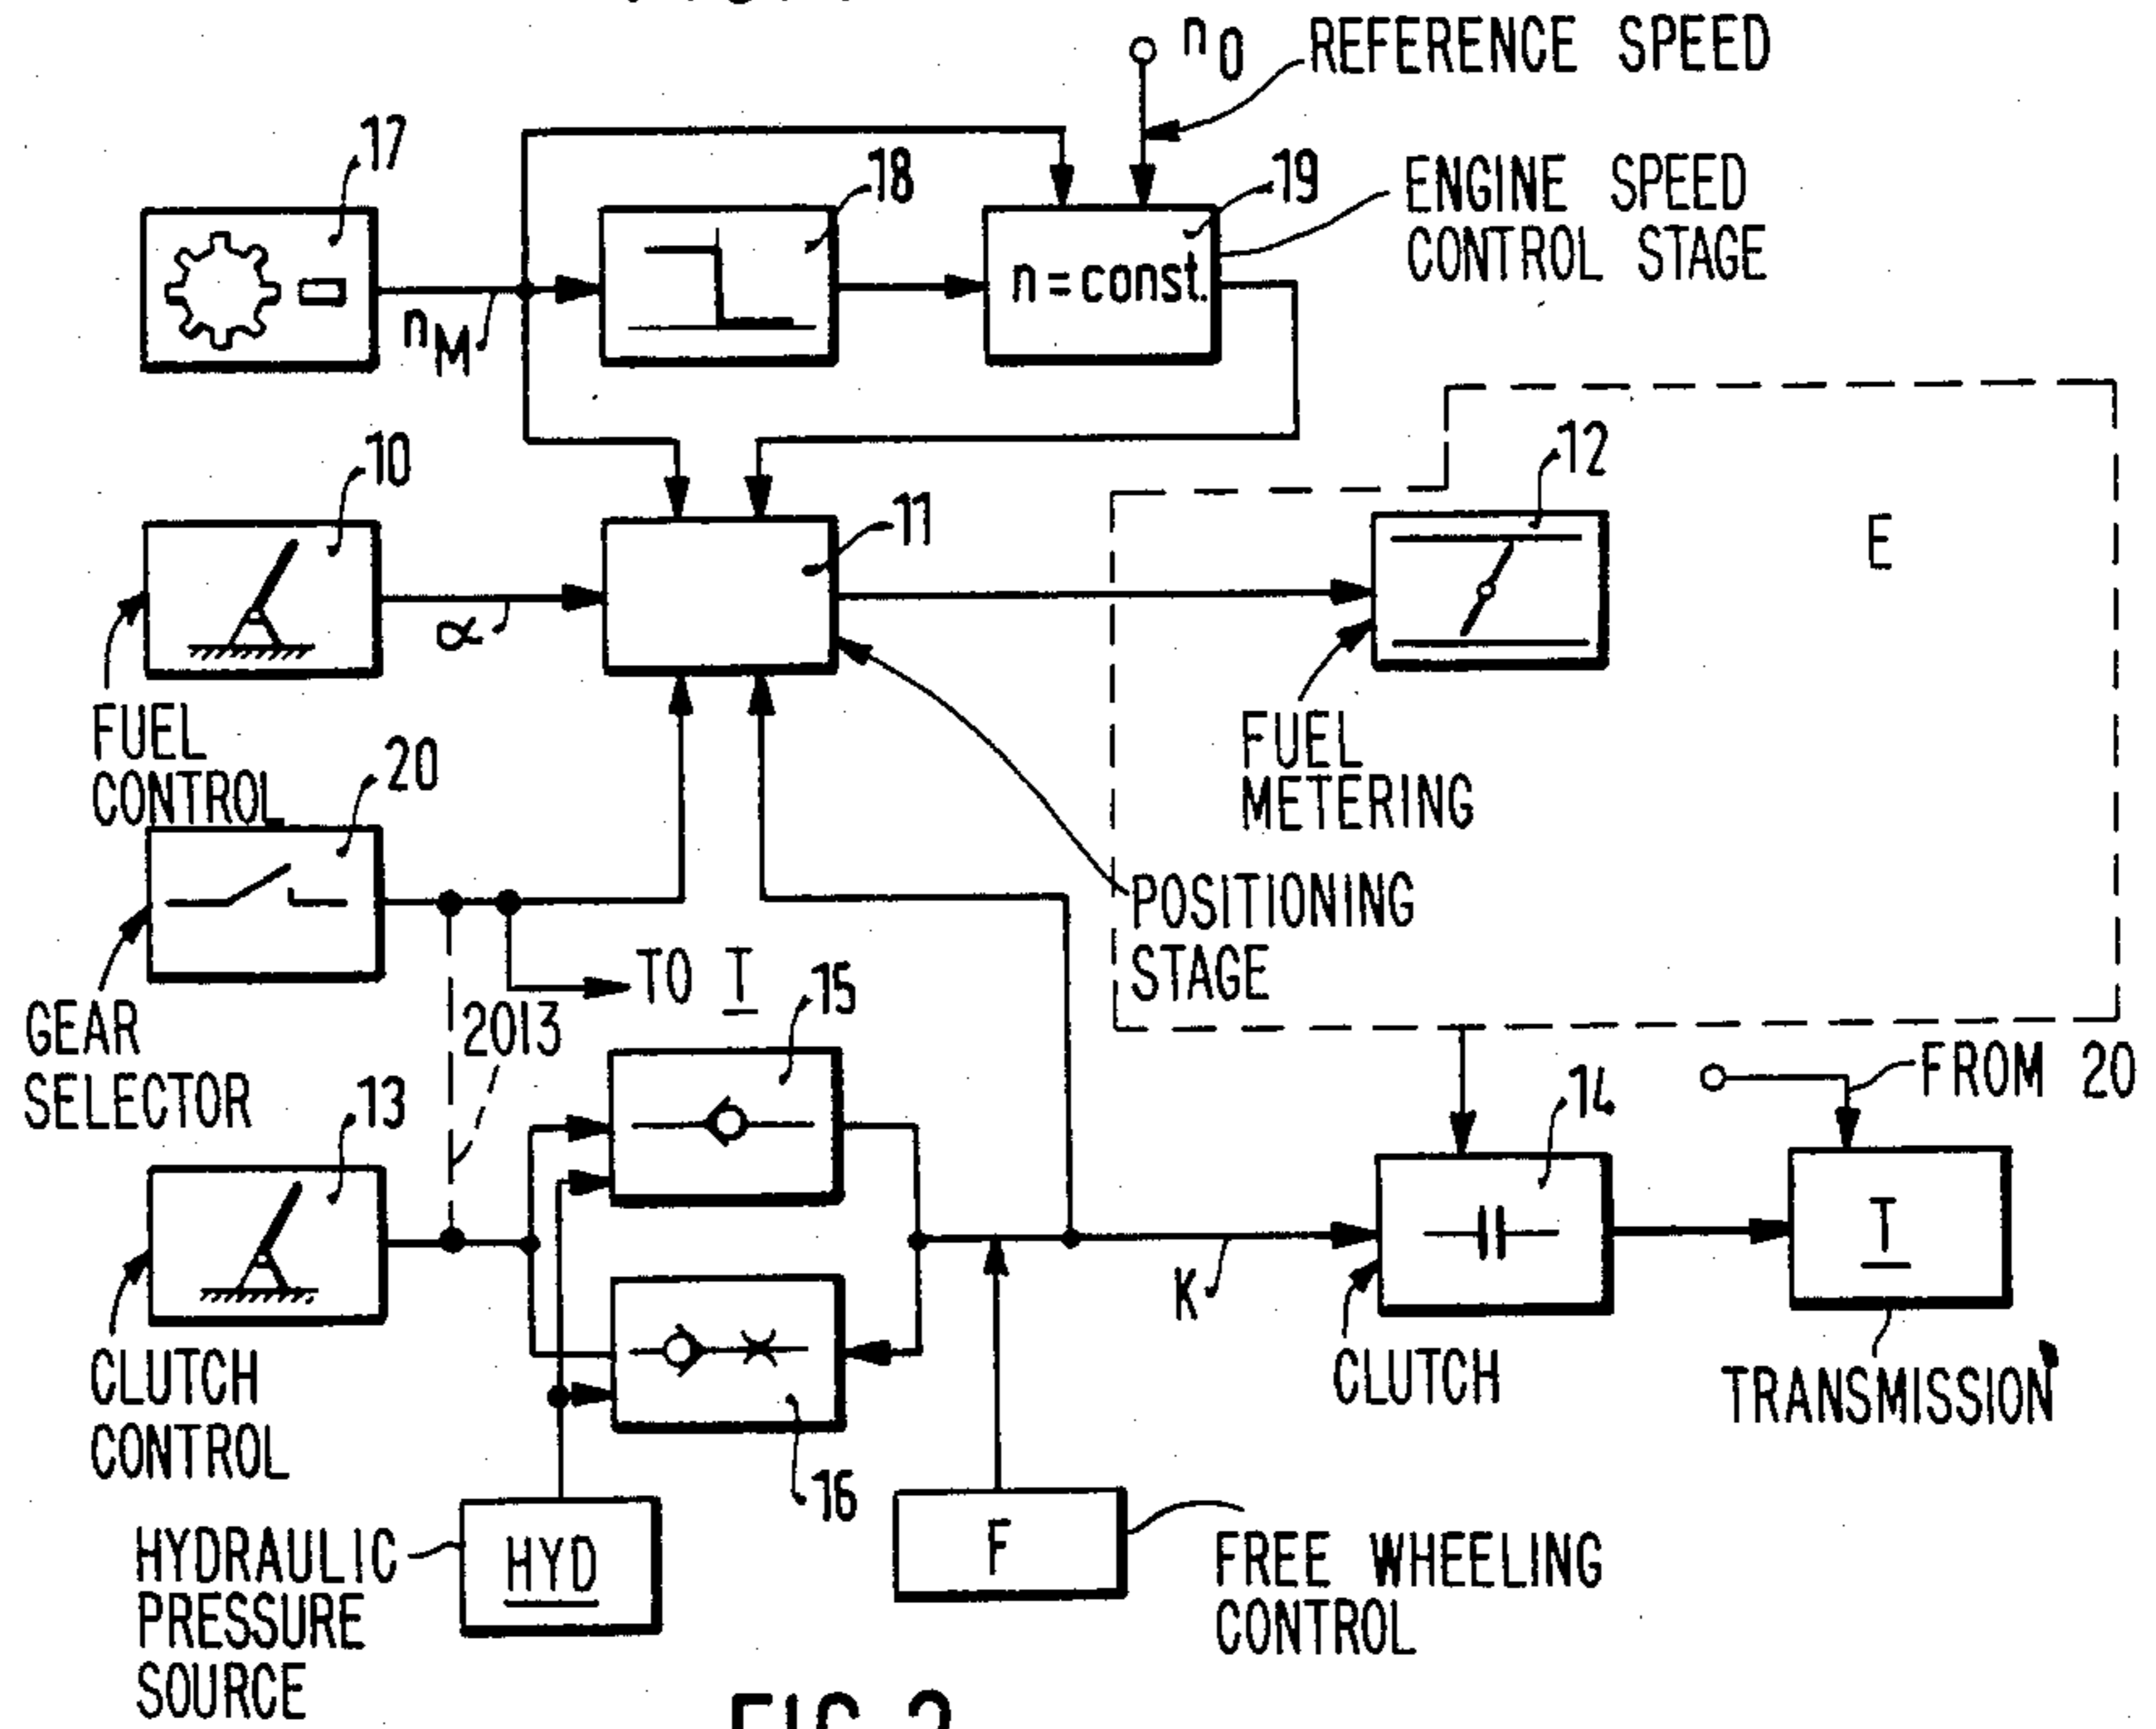 n0
REFERENCE SPEED
17
18
19
ENGINE SPEED
CONTROL STAGE
n = const.
nM
10
11
12
E
α
FUEL
CONTROL
FUEL
METERING
20
POSITIONING
STAGE
TO T
GEAR
SELECTOR
2013
15
FROM 20
13
14
T
K
CLUTCH
CONTROL
CLUTCH
TRANSMISSION
16
HYDRAULIC
PRESSURE
SOURCE
HYD
F
FREE WHEELING
CONTROL